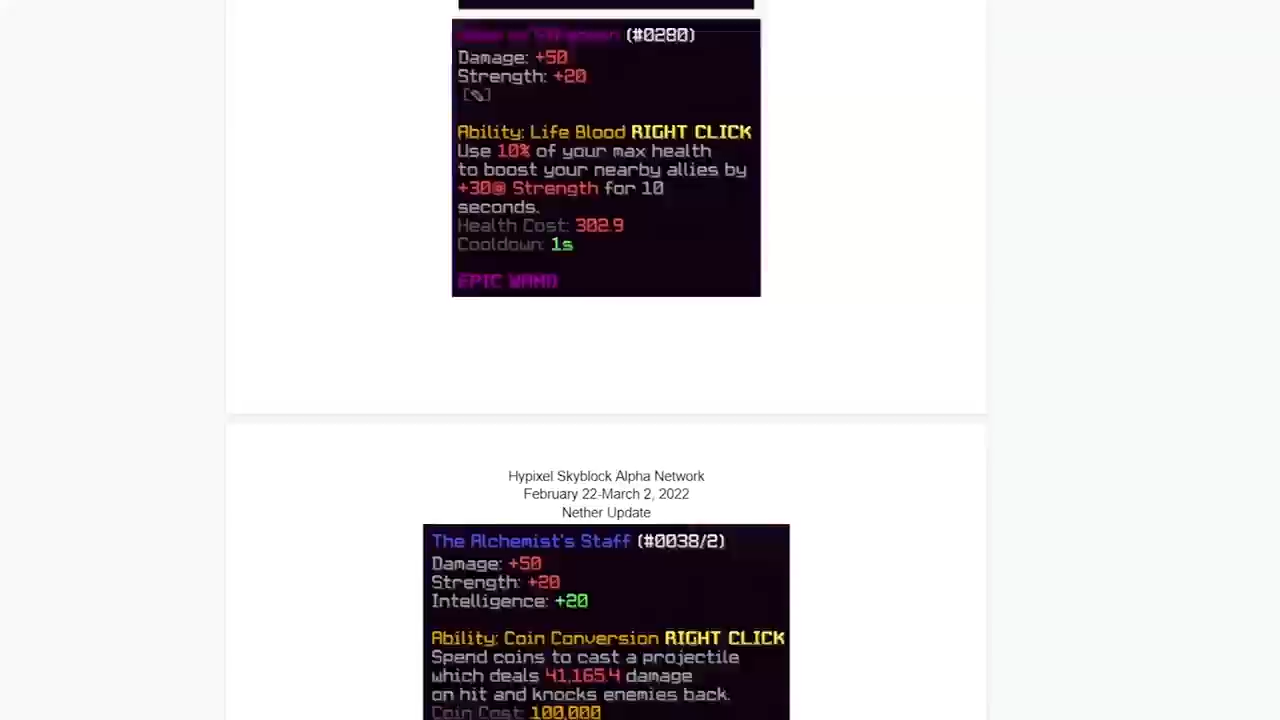 (#0280)
Damage: +50
Strength: +20
Ability: Life Blood RIGHT CLICK
Use 10% of your max health
to boost your nearby allies by
+30❁ Strength for 10
seconds.
Health Cost: 302.9
Cooldown: 1s
EPIC WAND
Hypixel Skyblock Alpha Network
February 22-March 2, 2022
Nether Update
The Alchemist's Staff (#0038/2)
Damage: +50
Strength: +20
Intelligence: +20
Ability: Coin Conversion RIGHT CLICK
Spend coins to cast a projectile
which deals 41,165.4 damage
on hit and knocks enemies back.
Coin Cost: 100,000